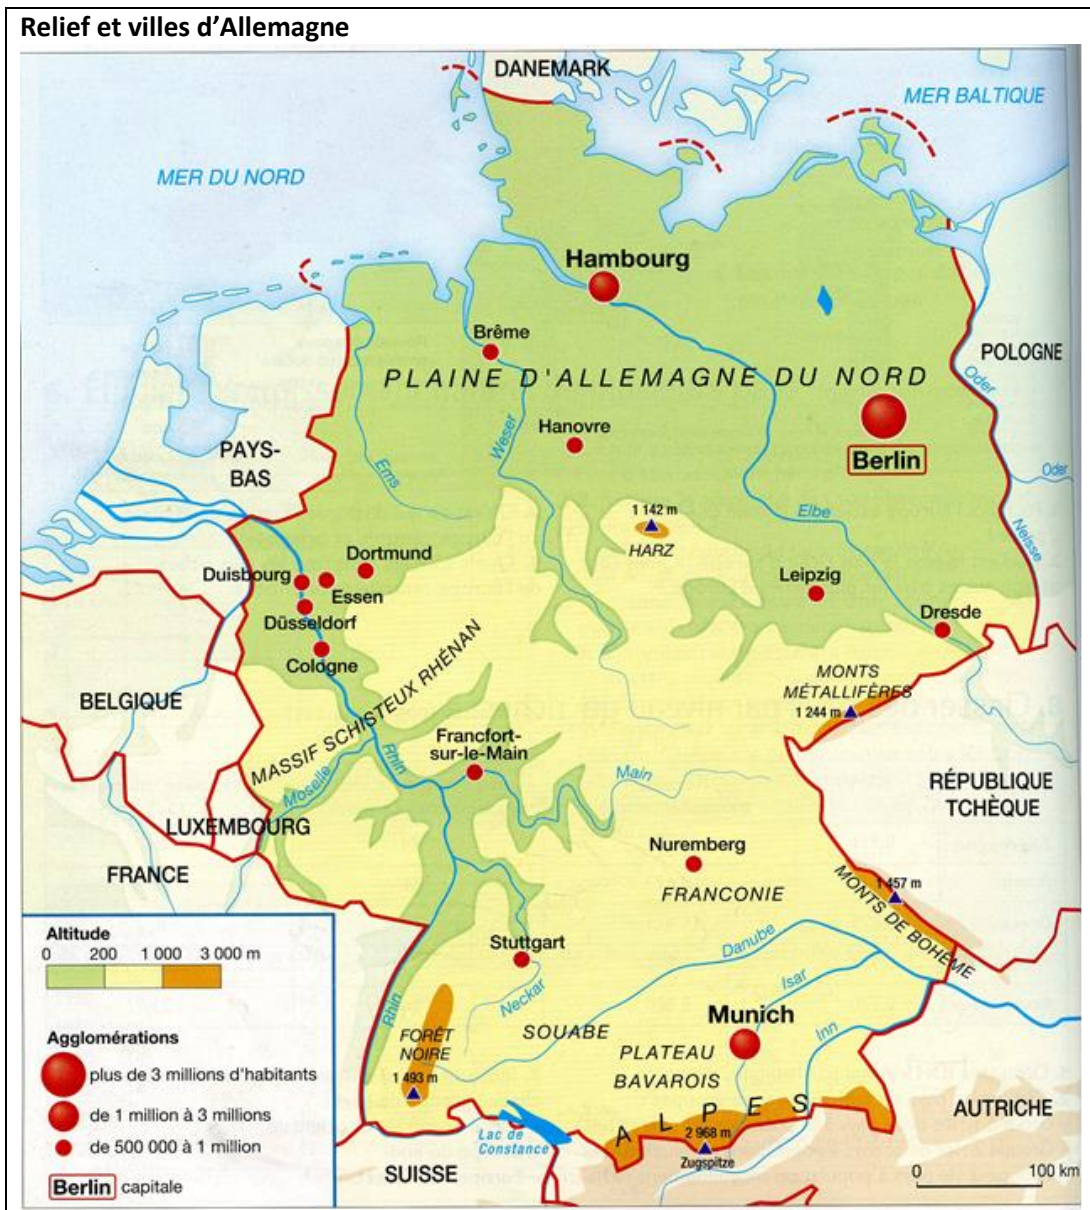 Relief et villes d'Allemagne
DANEMARK
MER BALTIQUE
MER DU NORD
Hambourg
Brême
POLOGNE
PLAINE D'ALLEMAGNE DU NORD
Oder
Hanovre
Weser
PAYS-
BAS
Berlin
Ems
Oder
1 142 m
Elbe
Neisse
HARZ
Dortmund
Duisbourg
Essen
Leipzig
Düsseldorf
Dresde
Cologne
MONTS
MÉTALLIFÈRES
1 244 m
BELGIQUE
MASSIF SCHISTEUX RHÉNAN
Francfort-
sur-le-Main
Rhin
Main
Moselle
RÉPUBLIQUE
TCHÈQUE
LUXEMBOURG
Nuremberg
FRANCE
FRANCONIE
1 457 m
MONTS DE BOHÊME
Altitude
0 200 1 000 3 000 m
Stuttgart
Danube
Neckar
Isar
Rhin
Munich
Inn
SOUABE
FORÊT
NOIRE
PLATEAU
BAVAROIS
1 493 m
Agglomérations
plus de 3 millions d'habitants
de 1 million à 3 millions
de 500 000 à 1 million
Berlin capitale
ALPES
2 968 m
Zugspitze
AUTRICHE
Lac de
Constance
SUISSE
0 100 km